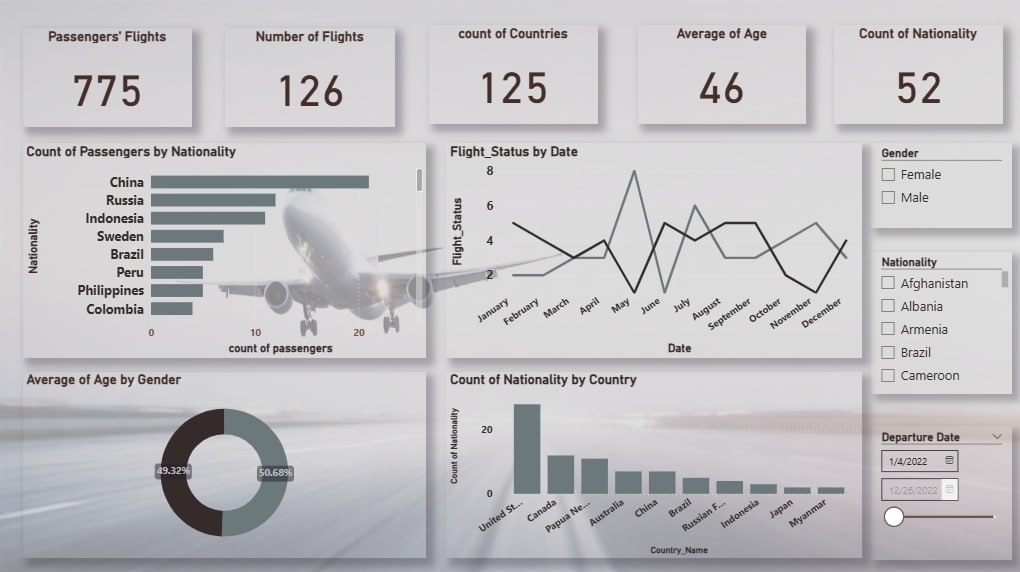 Passengers' Flights
775
Number of Flights
126
count of Countries
125
Average of Age
46
Count of Nationality
52
Count of Passengers by Nationality
Nationality
China
Russia
Indonesia
Sweden
Brazil
Peru
Philippines
Colombia
0 10 20
count of passengers
Flight_Status by Date
Flight_Status
8
6
4
2
January February March April May June July August September October November December
Date
Gender
Female
Male
Nationality
Afghanistan
Albania
Armenia
Brazil
Cameroon
Average of Age by Gender
49.32% 50.68%
Count of Nationality by Country
Count of Nationality
20
0
United St... Canada Papua Ne... Australia China Brazil Russian F... Indonesia Japan Myanmar
Country_Name
Departure Date
1/4/2022
12/26/2022